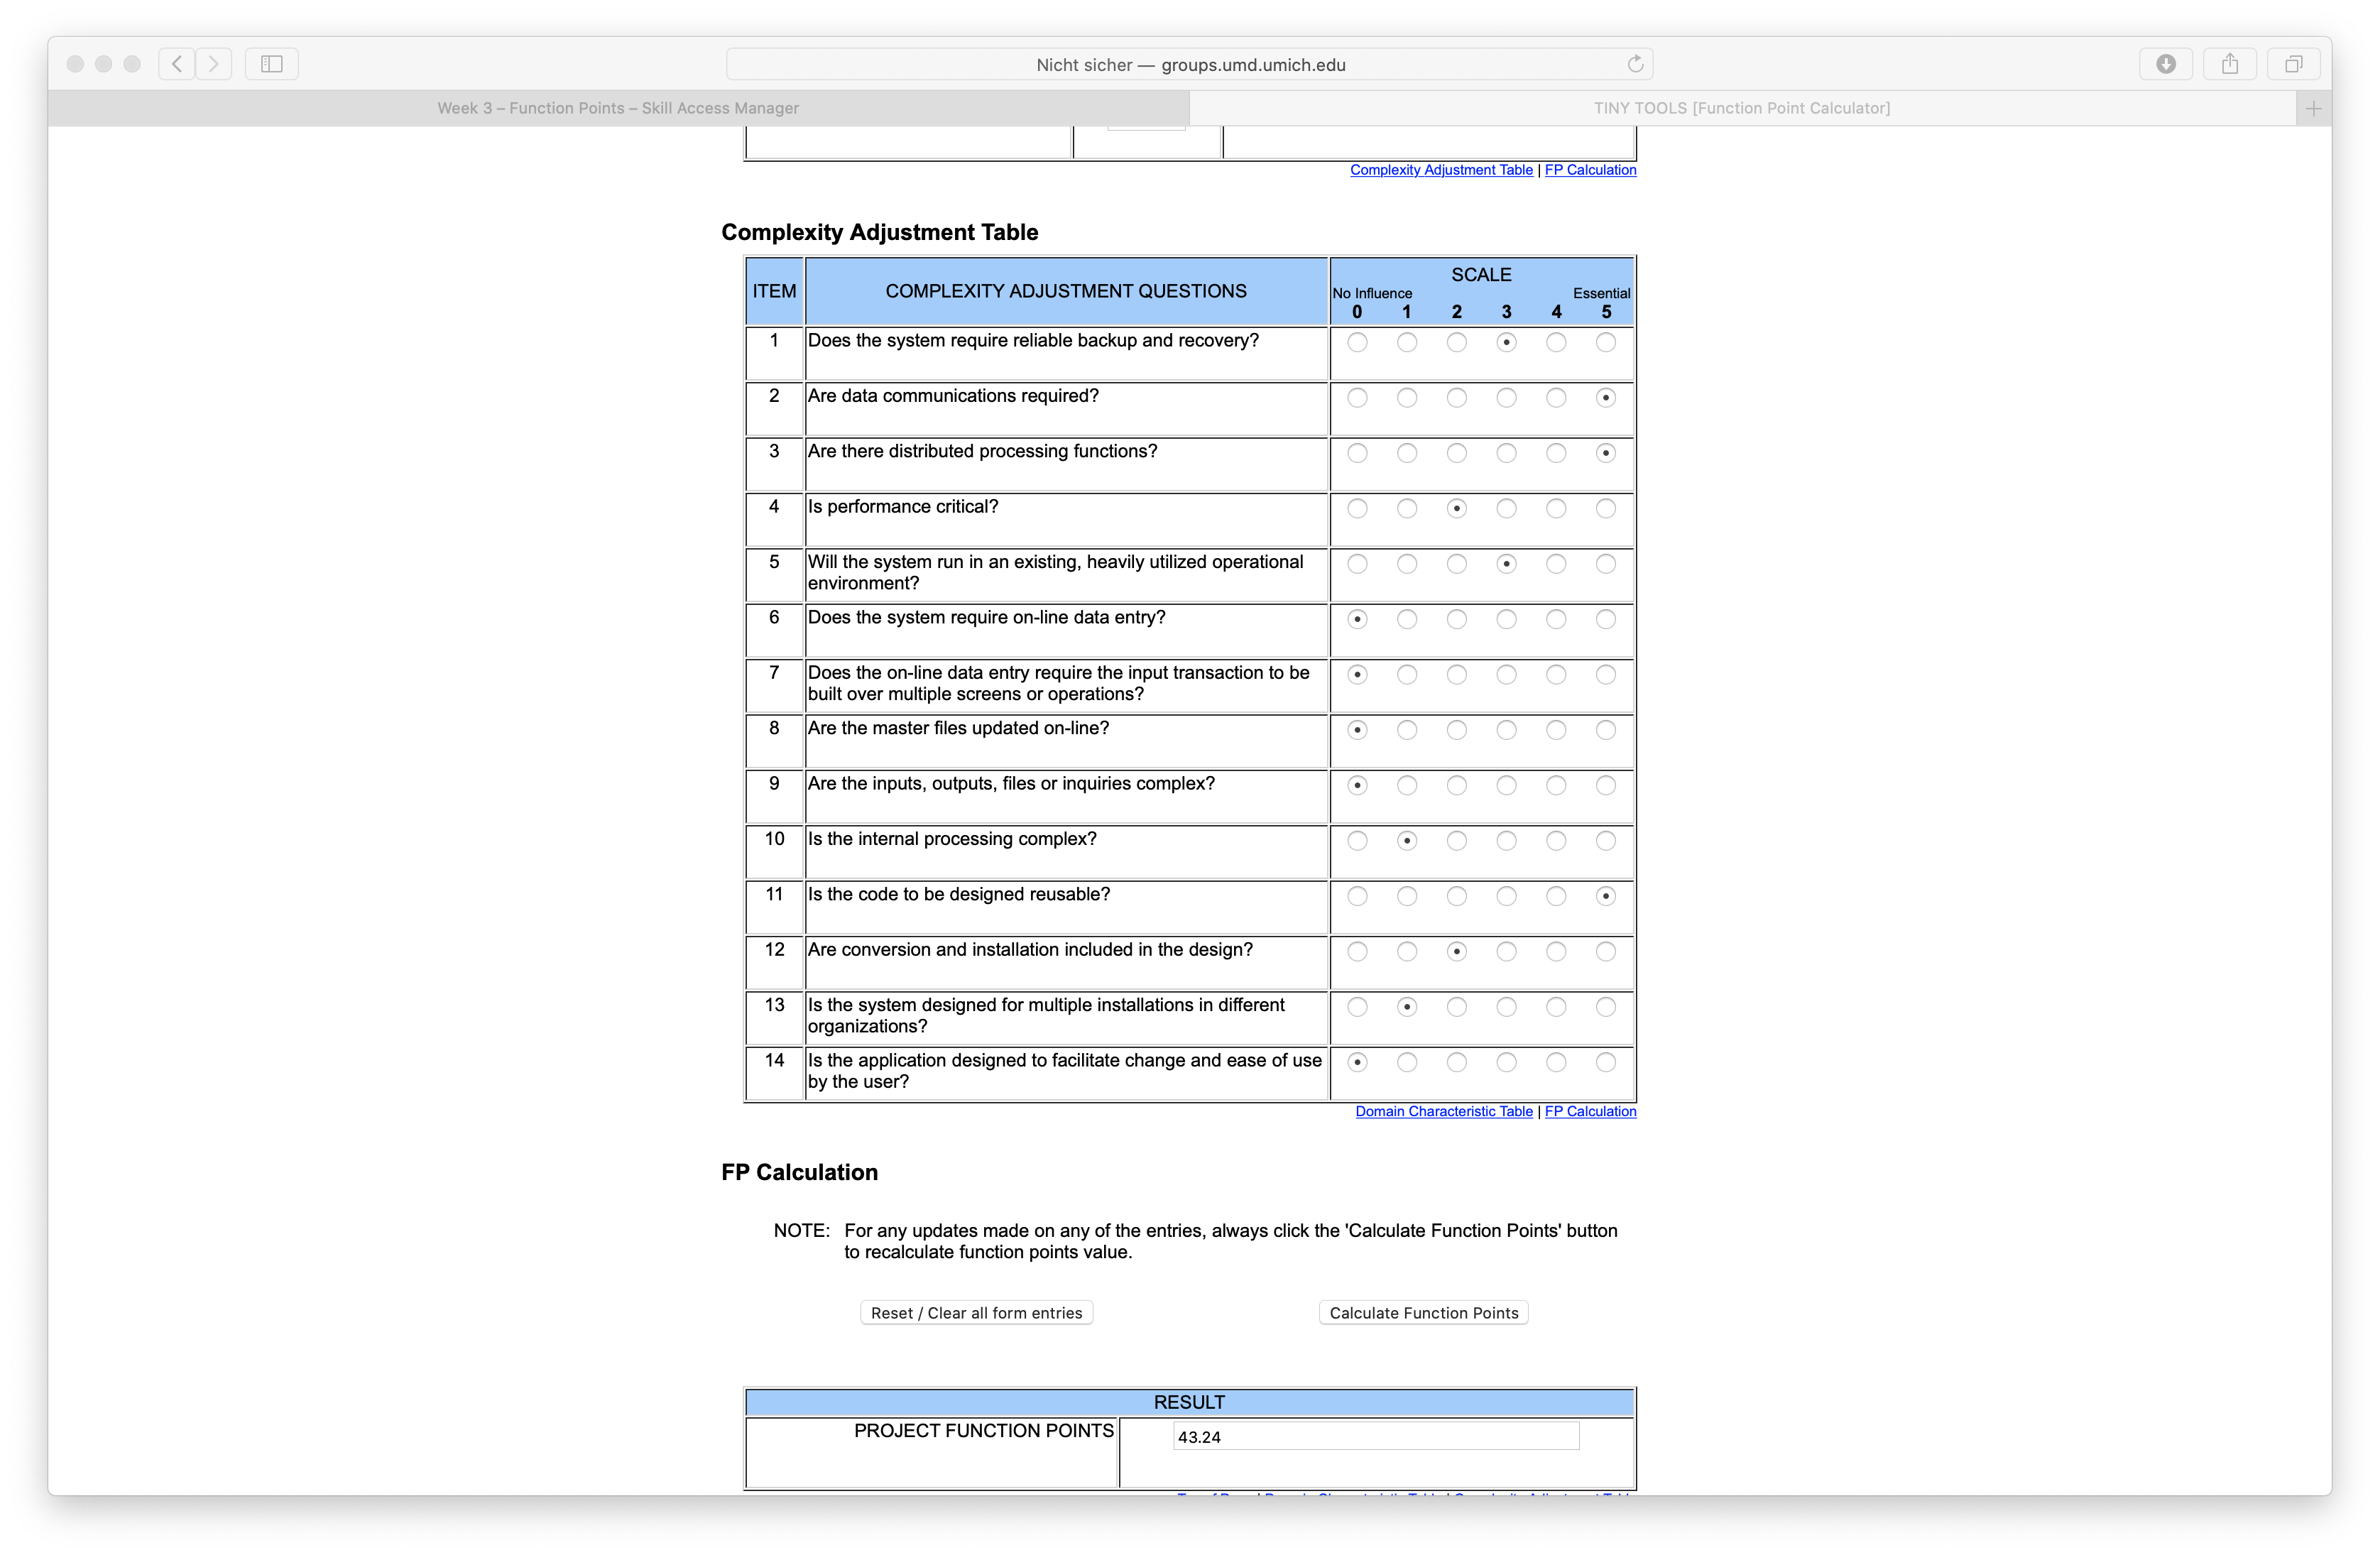 Nicht sicher — groups.umd.umich.edu
Week 3 – Function Points – Skill Access Manager
TINY TOOLS [Function Point Calculator]
Complexity Adjustment Table | FP Calculation
Complexity Adjustment Table
ITEM
COMPLEXITY ADJUSTMENT QUESTIONS
SCALE
No Influence Essential
0 1 2 3 4 5
1 Does the system require reliable backup and recovery?
2 Are data communications required?
3 Are there distributed processing functions?
4 Is performance critical?
5 Will the system run in an existing, heavily utilized operational
environment?
6 Does the system require on-line data entry?
7 Does the on-line data entry require the input transaction to be
built over multiple screens or operations?
8 Are the master files updated on-line?
9 Are the inputs, outputs, files or inquiries complex?
10 Is the internal processing complex?
11 Is the code to be designed reusable?
12 Are conversion and installation included in the design?
13 Is the system designed for multiple installations in different
organizations?
14 Is the application designed to facilitate change and ease of use
by the user?
Domain Characteristic Table | FP Calculation
FP Calculation
NOTE: For any updates made on any of the entries, always click the 'Calculate Function Points' button
to recalculate function points value.
Reset / Clear all form entries
Calculate Function Points
RESULT
PROJECT FUNCTION POINTS
43.24